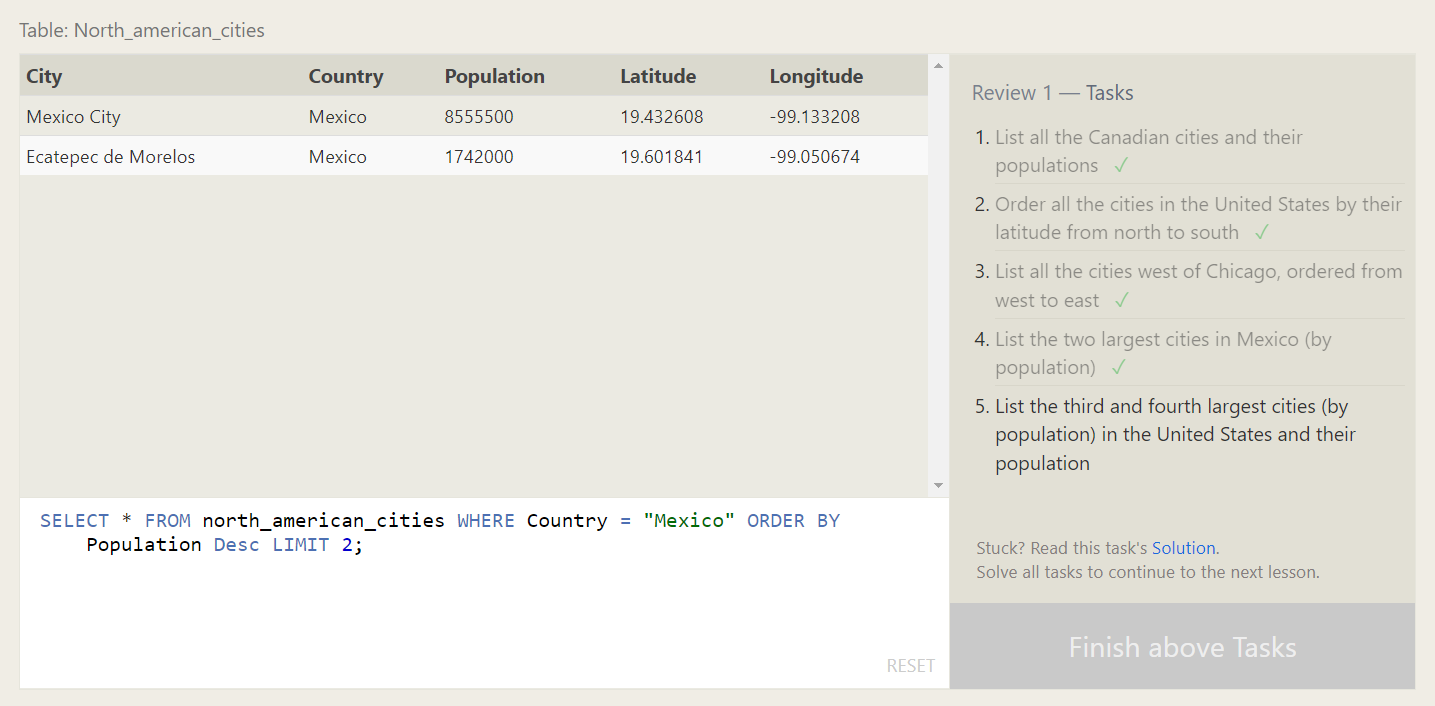 Table: North_american_cities
City Country Population Latitude Longitude
Mexico City Mexico 8555500 19.432608 -99.133208
Ecatepec de Morelos Mexico 1742000 19.601841 -99.050674
SELECT * FROM north_american_cities WHERE Country = "Mexico" ORDER BY
Population Desc LIMIT 2;
RESET
Review 1 — Tasks
1. List all the Canadian cities and their
populations ✓
2. Order all the cities in the United States by their
latitude from north to south ✓
3. List all the cities west of Chicago, ordered from
west to east ✓
4. List the two largest cities in Mexico (by
population) ✓
5. List the third and fourth largest cities (by
population) in the United States and their
population
Stuck? Read this task's Solution.
Solve all tasks to continue to the next lesson.
Finish above Tasks